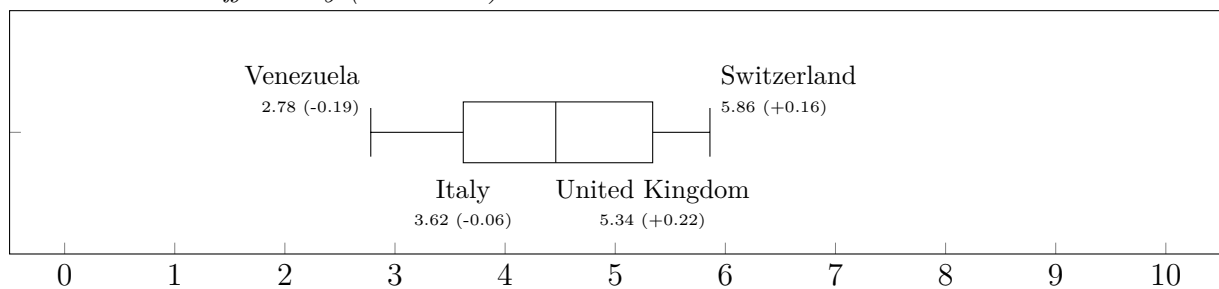 Venezuela
2.78 (-0.19)
Switzerland
5.86 (+0.16)
Italy
3.62 (-0.06)
United Kingdom
5.34 (+0.22)
0 1 2 3 4 5 6 7 8 9 10